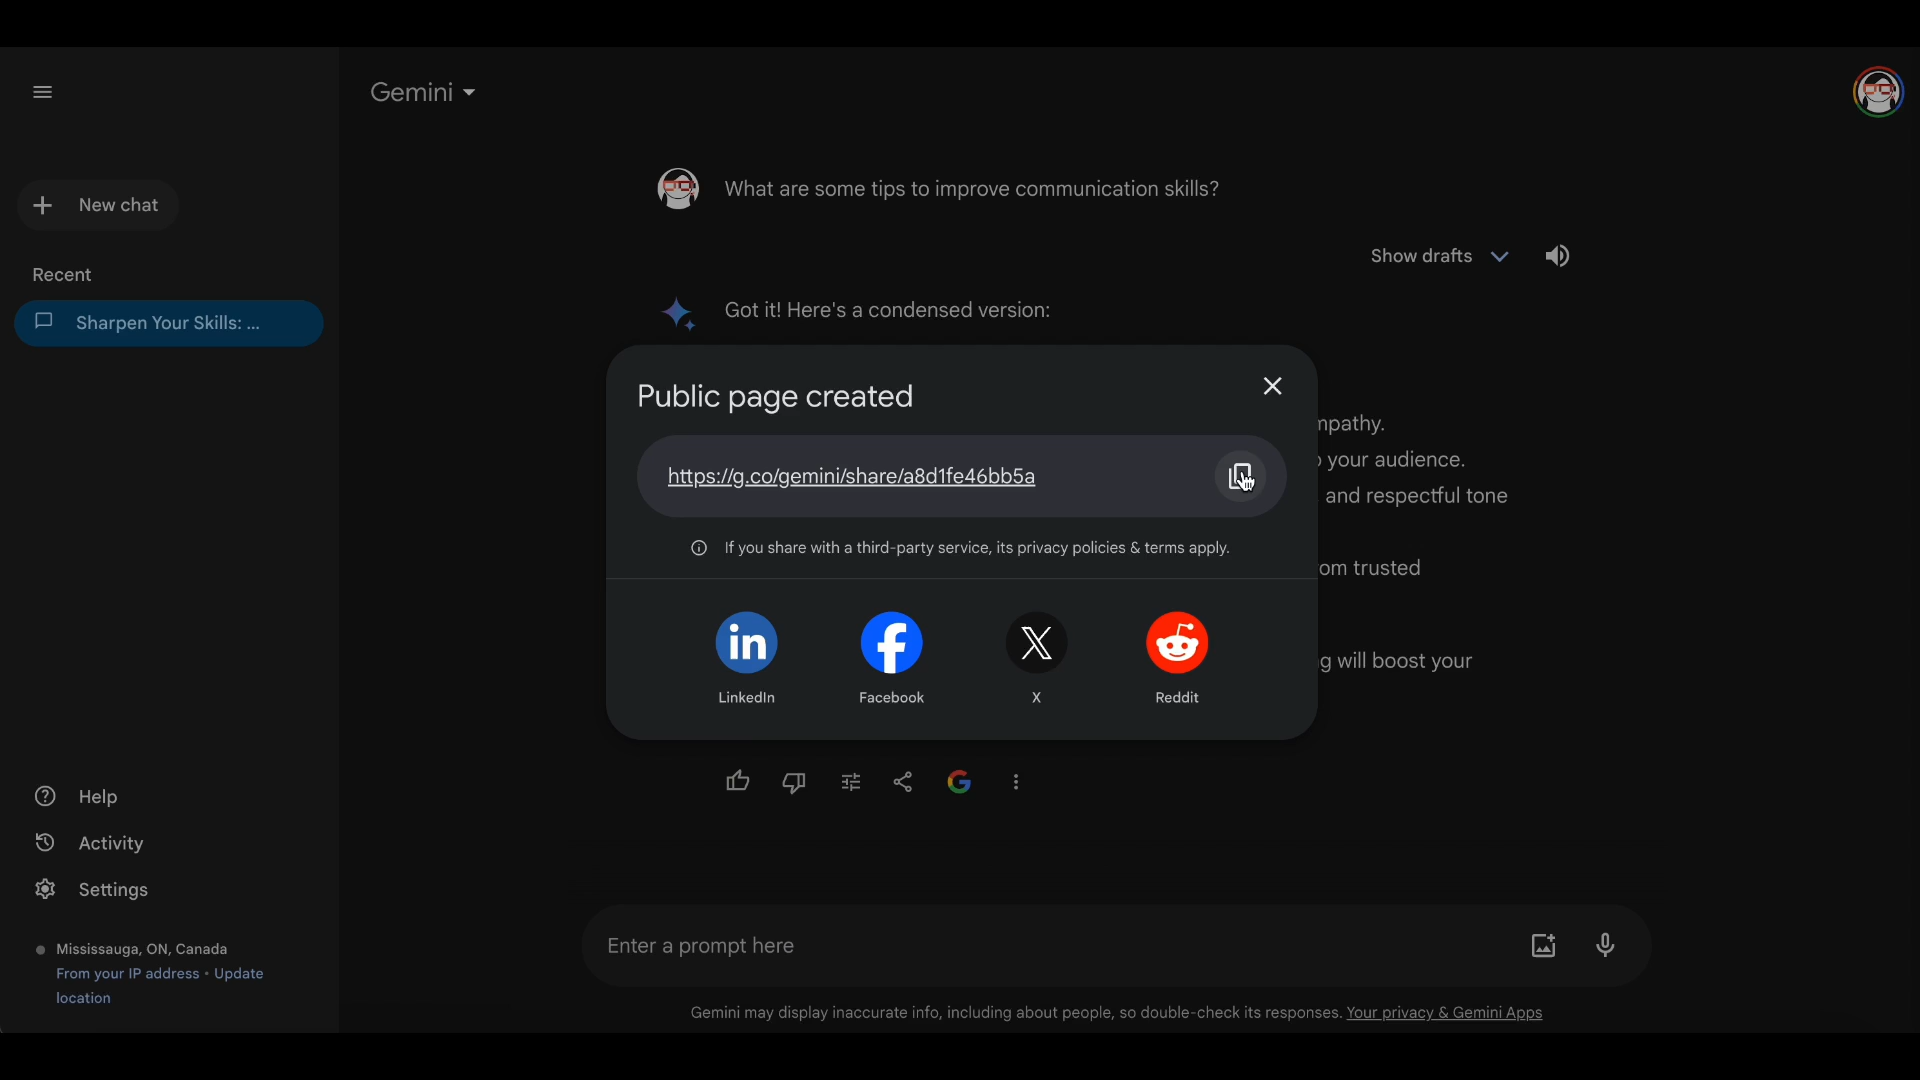 Gemini
New chat
Recent
Sharpen Your Skills: ...
What are some tips to improve communication skills?
Show drafts
Got it! Here's a condensed version:
Public page created
https://g.co/gemini/share/a8d1fe46bb5a
If you share with a third-party service, its privacy policies & terms apply.
LinkedIn
Facebook
X
Reddit
your audience.
and respectful tone
trusted
will boost your
Help
Activity
Settings
Mississauga, ON, Canada
From your IP address • Update
location
Enter a prompt here
Gemini may display inaccurate info, including about people, so double-check its responses. Your privacy & Gemini Apps